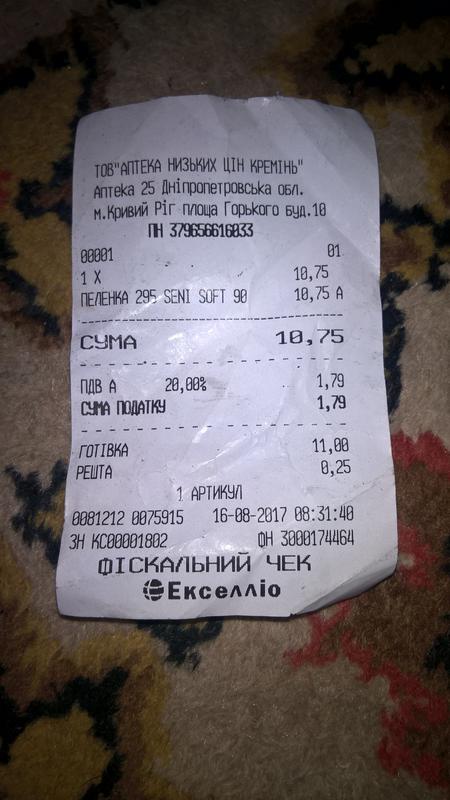 ТОВ"АПТЕКА НИЗЬКИХ ЦІН КРЕМІНЬ"
Аптека 25 Дніпропетровська обл.
м.Кривий Ріг площа Горького буд.10
ПН 379656616033
00001 01
1 X 10,75
ПЕЛЕНКА 295 SENI SOFT 90 10,75 А
СУМА 10,75
ПДВ А 20,00% 1,79
СУМА ПОДАТКУ 1,79
ГОТІВКА 11,00
РЕШТА 0,25
1 АРТИКУЛ
0081212 0075915 16-08-2017 08:31:40
ЗН КС00001802 ФН 3000174464
ФІСКАЛЬНИЙ ЧЕК
Екселліо